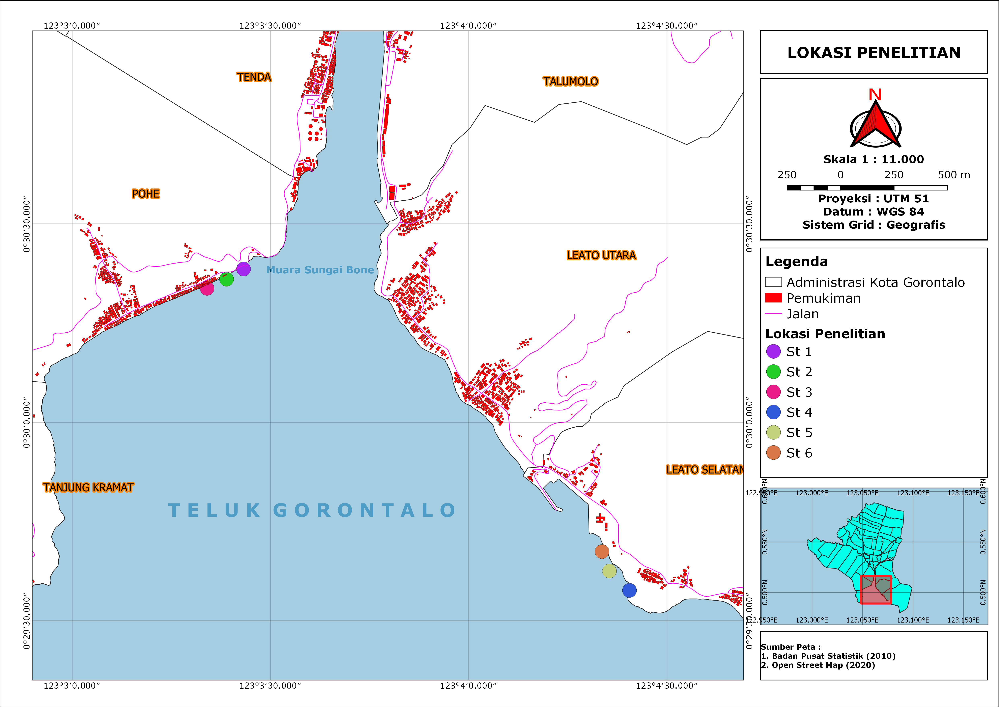 123°3′0.000″
123°3′30.000″
123°4′0.000″
123°4′30.000″
TENDA
TALUMOLO
POHE
0°30′30.000″
0°30′30.000″
LEATO UTARA
Muara Sungai Bone
0°30′0.000″
0°30′0.000″
LEATO SELATAN
TANJUNG KRAMAT
TELUK GORONTALO
0°29′30.000″
0°29′30.000″
123°3′0.000″
123°3′30.000″
123°4′0.000″
123°4′30.000″
LOKASI PENELITIAN
N
Skala 1 : 11.000
250 0 250 500 m
Proyeksi : UTM 51
Datum : WGS 84
Sistem Grid : Geografis
Legenda
Administrasi Kota Gorontalo
Pemukiman
Jalan
Lokasi Penelitian
St 1
St 2
St 3
St 4
St 5
St 6
122.950°E 123.000°E 123.050°E 123.100°E 123.150°E
0.600°N
0.600°N
0.550°N
0.550°N
0.500°N
0.500°N
122.950°E 123.000°E 123.050°E 123.100°E 123.150°E
Sumber Peta :
1. Badan Pusat Statistik (2010)
2. Open Street Map (2020)